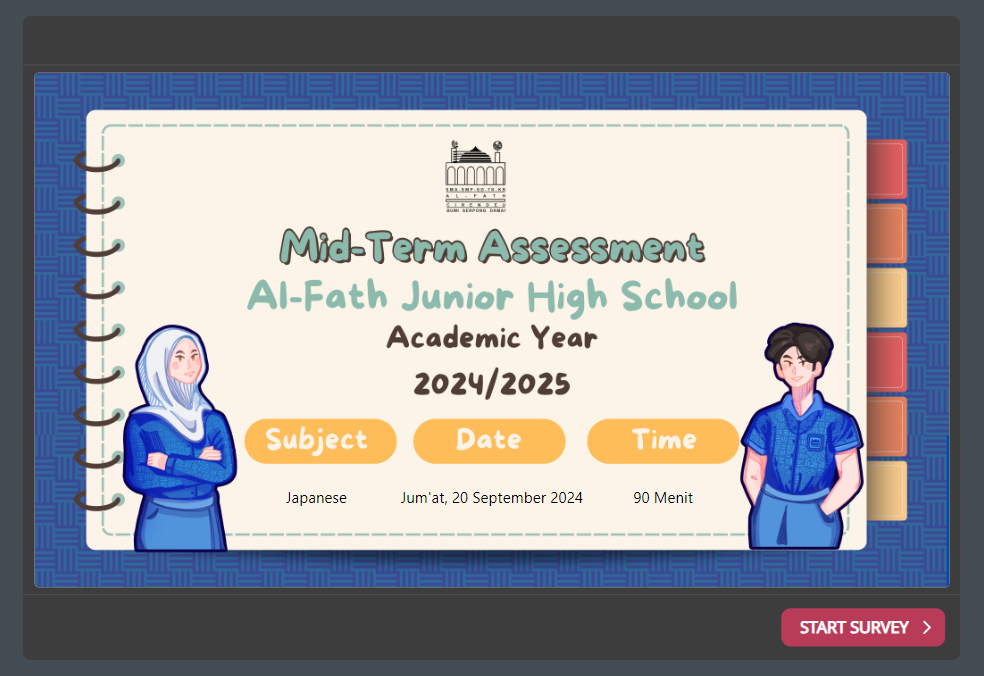 SMA-SMP-SD-TK-KB
AL-FATH
CIRENDEU
BUMI SERPONG DAMAI
Mid-Term Assessment
Al-Fath Junior High School
Academic Year
2024/2025
Subject
Date
Time
Japanese
Jum'at, 20 September 2024
90 Menit
START SURVEY